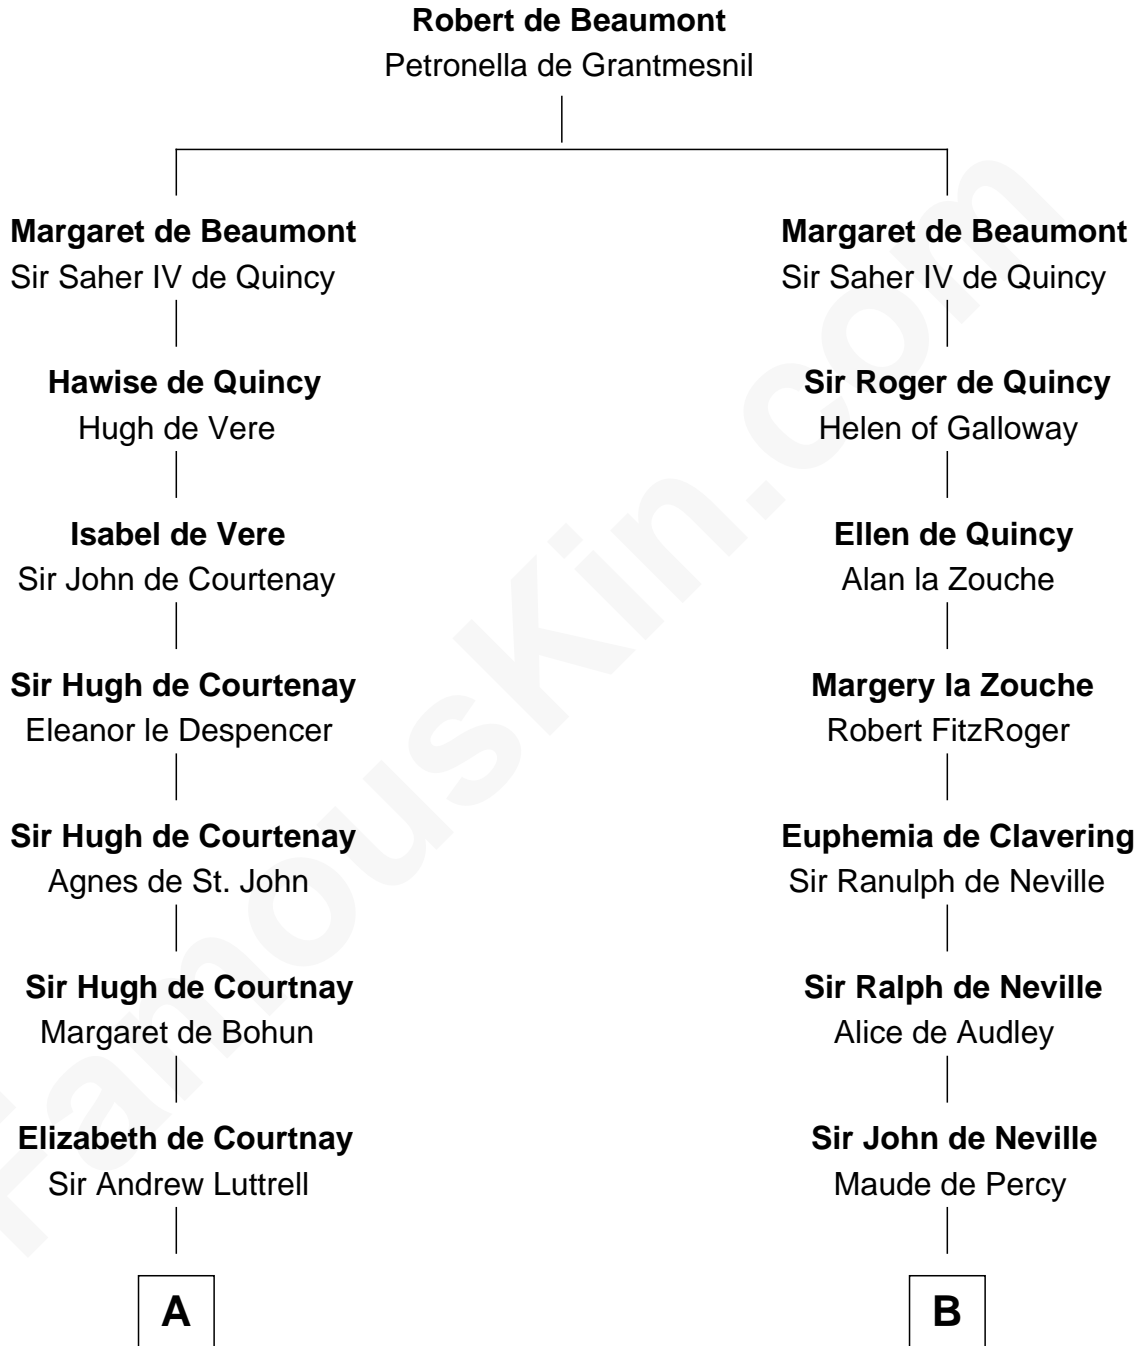 Robert de Beaumont
Petronella de Grantmesnil
Margaret de Beaumont
Sir Saher IV de Quincy
Hawise de Quincy
Hugh de Vere
Isabel de Vere
Sir John de Courtenay
Sir Hugh de Courtenay
Eleanor le Despencer
Sir Hugh de Courtenay
Agnes de St. John
Sir Hugh de Courtnay
Margaret de Bohun
Elizabeth de Courtnay
Sir Andrew Luttrell
A
Margaret de Beaumont
Sir Saher IV de Quincy
Sir Roger de Quincy
Helen of Galloway
Ellen de Quincy
Alan la Zouche
Margery la Zouche
Robert FitzRoger
Euphemia de Clavering
Sir Ranulph de Neville
Sir Ralph de Neville
Alice de Audley
Sir John de Neville
Maude de Percy
B
FamousKin.com